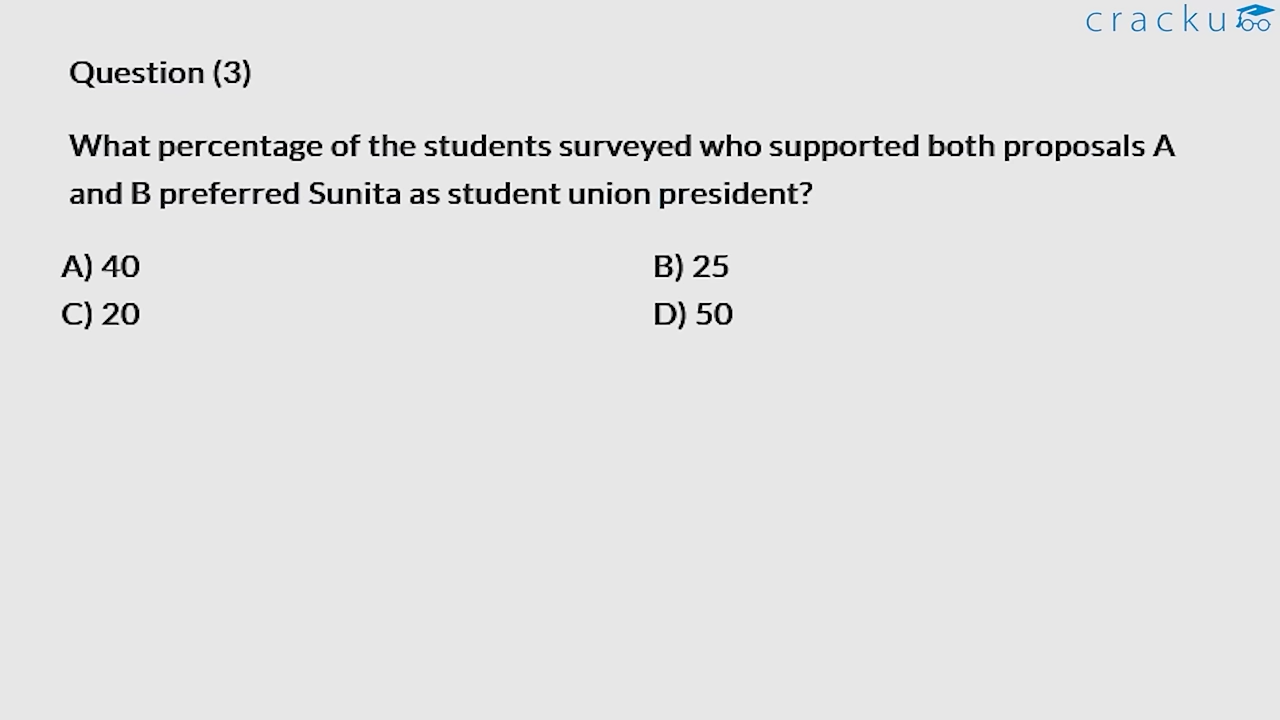 cracku
Question (3)
What percentage of the students surveyed who supported both proposals A
and B preferred Sunita as student union president?
A) 40
B) 25
C) 20
D) 50